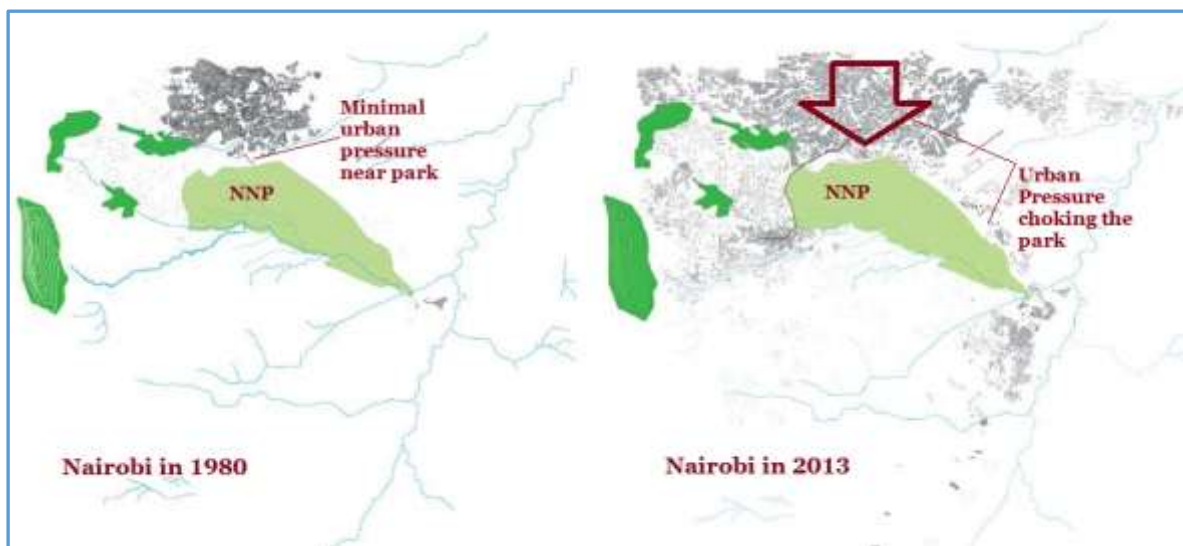 Minimal
urban
pressure
near park
NNP
Nairobi in 1980
NNP
Urban
Pressure
choking the
park
Nairobi in 2013